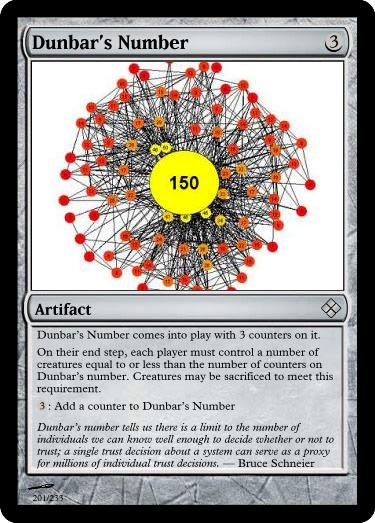 Dunbar's Number 3
150
Artifact
Dunbar's Number comes into play with 3 counters on it.
On their end step, each player must control a number of
creatures equal to or less than the number of counters on
Dunbar's number. Creatures may be sacrificed to meet this
requirement.
3 : Add a counter to Dunbar's Number
Dunbar's number tells us there is a limit to the number of
individuals we can know well enough to decide whether or not to
trust; a single trust decision about a system can serve as a proxy
for millions of individual trust decisions. — Bruce Schneier
201/235